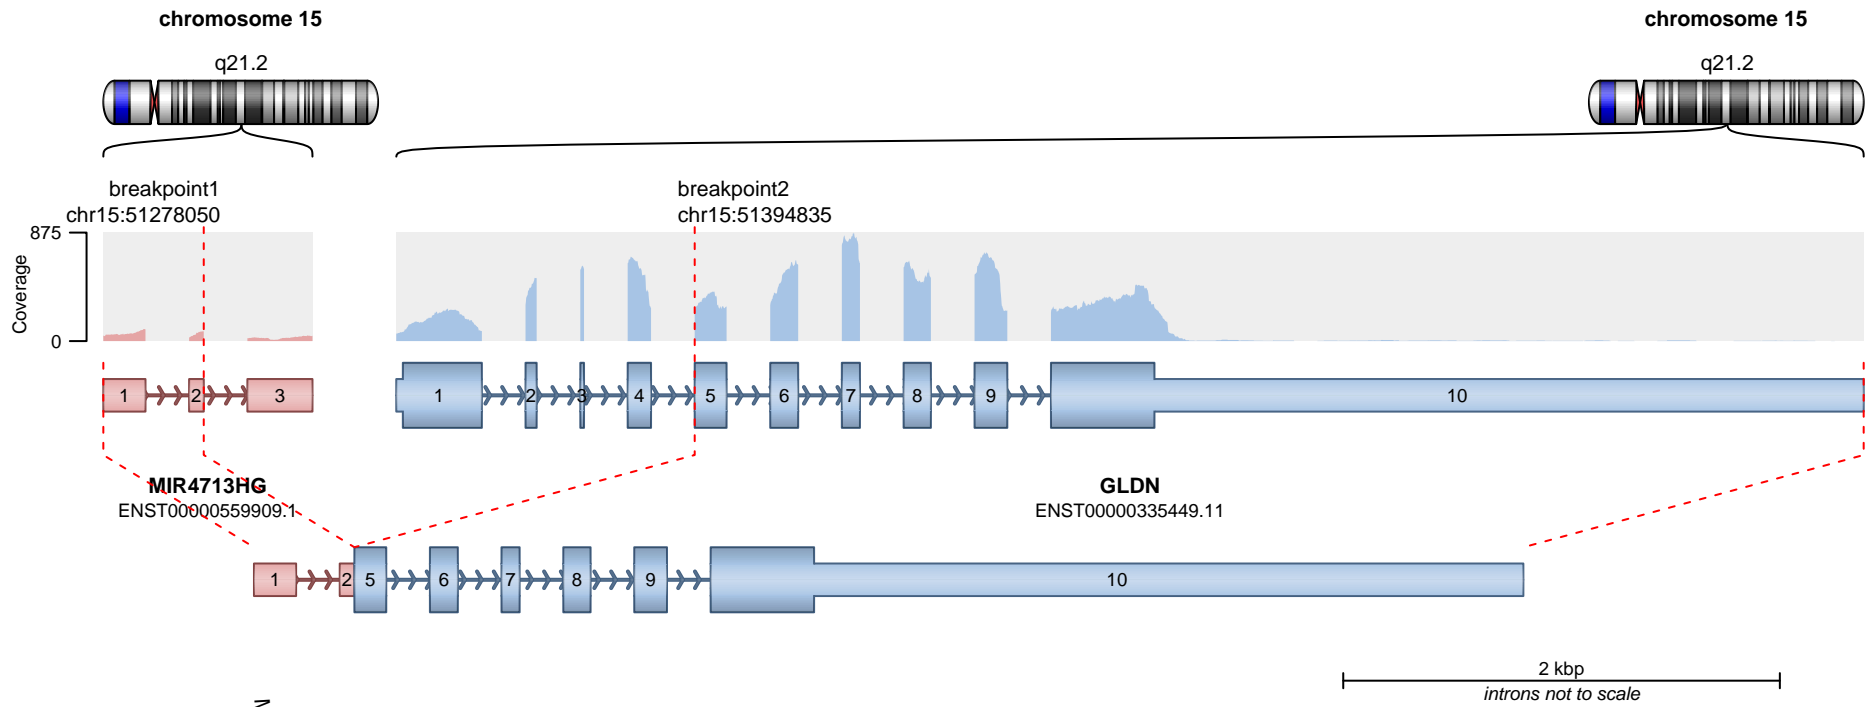 chromosome 15
chromosome 15
q21.2
q21.2
breakpoint1
chr15:51278050
breakpoint2
chr15:51394835
875
0
Coverage
1 2 3
1 2 3 4 5 6 7 8 9 10
MIR4713HG
ENST00000559909.1
GLDN
ENST00000335449.11
1 2 5 6 7 8 9 10
2 kbp
introns not to scale